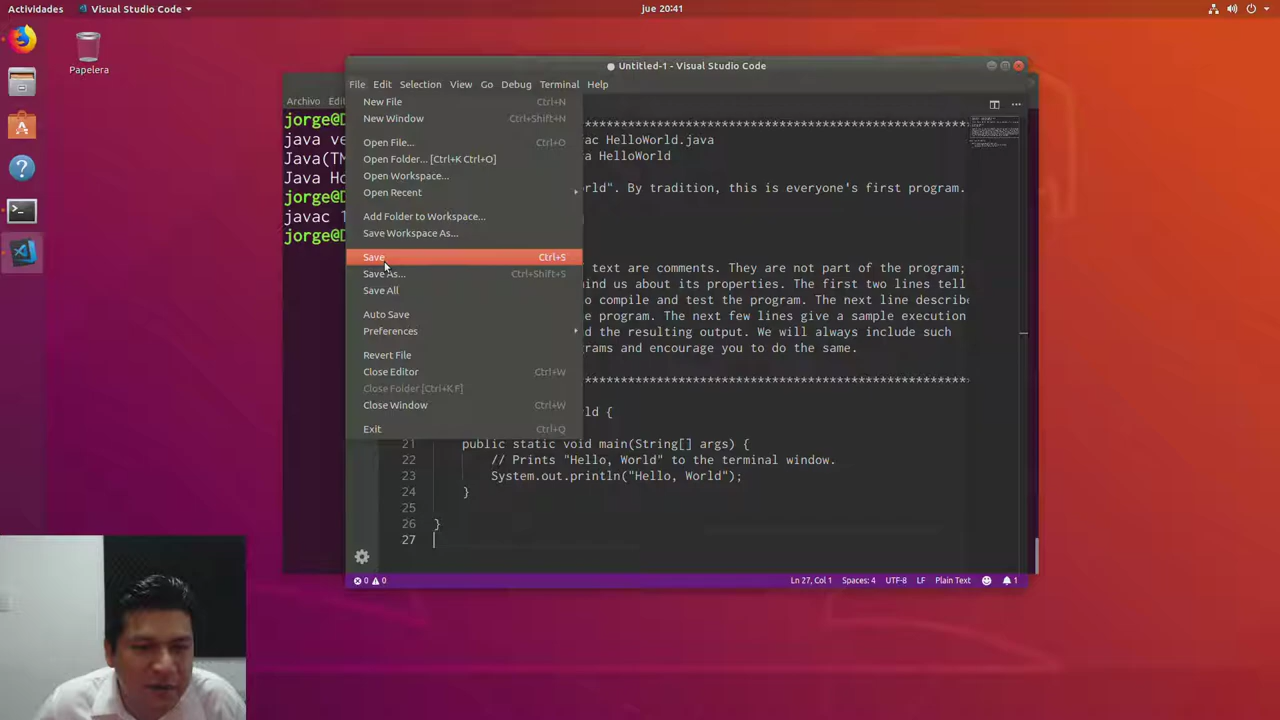 Actividades
Visual Studio Code
jue 20:41
Papelera
Untitled-1 - Visual Studio Code
File Edit Selection View Go Debug Terminal Help
Archivo Edi
jorge@D
java ve
Java(TM
Java Ho
jorge@D
javac 1
jorge@D
New File Ctrl+N
New Window Ctrl+Shift+N
Open File... Ctrl+O
Open Folder... [Ctrl+K Ctrl+O]
Open Workspace...
Open Recent
Add Folder to Workspace...
Save Workspace As...
Save Ctrl+S
Save As... Ctrl+Shift+S
Save All
Auto Save
Preferences
Revert File
Close Editor Ctrl+W
Close Folder [Ctrl+K F]
Close Window Ctrl+W
Exit Ctrl+Q
************************************************
ac HelloWorld.java
a HelloWorld
rld". By tradition, this is everyone's first program.
text are comments. They are not part of the program;
ind us about its properties. The first two lines tell
o compile and test the program. The next line describe
e program. The next few lines give a sample execution
d the resulting output. We will always include such
grams and encourage you to do the same.
************************************************
ld {
21 public static void main(String[] args) {
22 // Prints "Hello, World" to the terminal window.
23 System.out.println("Hello, World");
24 }
25
26 }
27
0 0
Ln 27, Col 1 Spaces: 4 UTF-8 LF Plain Text 1